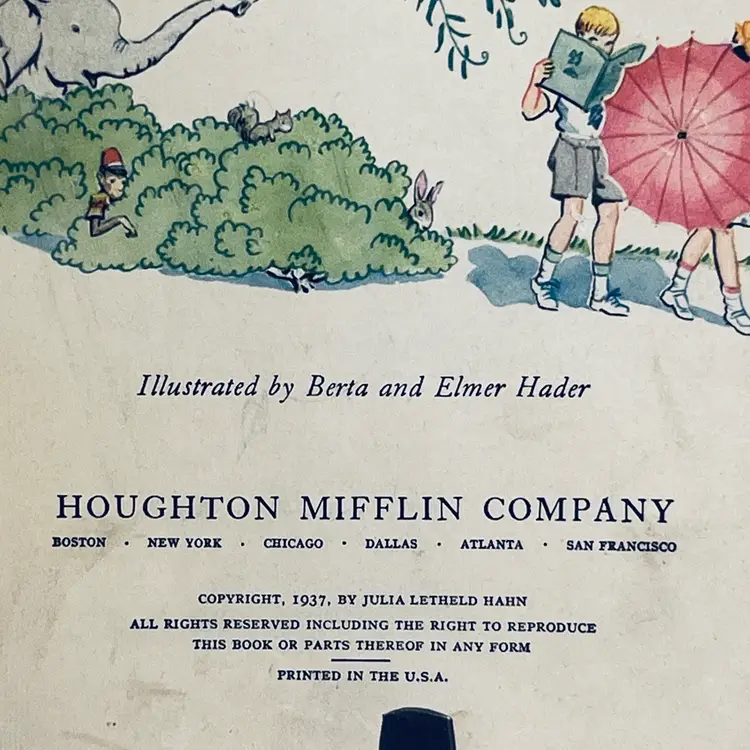 Illustrated by Berta and Elmer Hader
HOUGHTON MIFFLIN COMPANY
BOSTON · NEW YORK · CHICAGO · DALLAS · ATLANTA · SAN FRANCISCO
COPYRIGHT, 1937, BY JULIA LETHELD HAHN
ALL RIGHTS RESERVED INCLUDING THE RIGHT TO REPRODUCE
THIS BOOK OR PARTS THEREOF IN ANY FORM
PRINTED IN THE U.S.A.